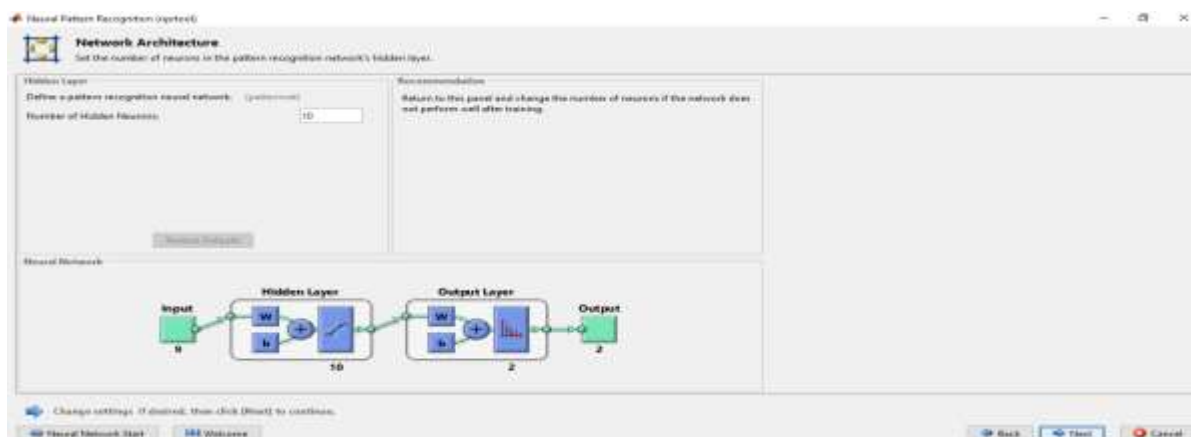 Neural Pattern Recognition (nprtool)
Network Architecture
Set the number of neurons in the pattern recognition network's hidden layer.
Hidden Layer
Define a pattern recognition neural network. (patternnet)
Number of Hidden Neurons: 10
Restore Defaults
Recommendation
Return to this panel and change the number of neurons if the network does
not perform well after training.
Neural Network
Hidden Layer
Output Layer
Input
Output
W
b
+
W
b
+
9
10
2
2
Change settings if desired, then click [Next] to continue.
Neural Network Start
Welcome
Back
Next
Cancel